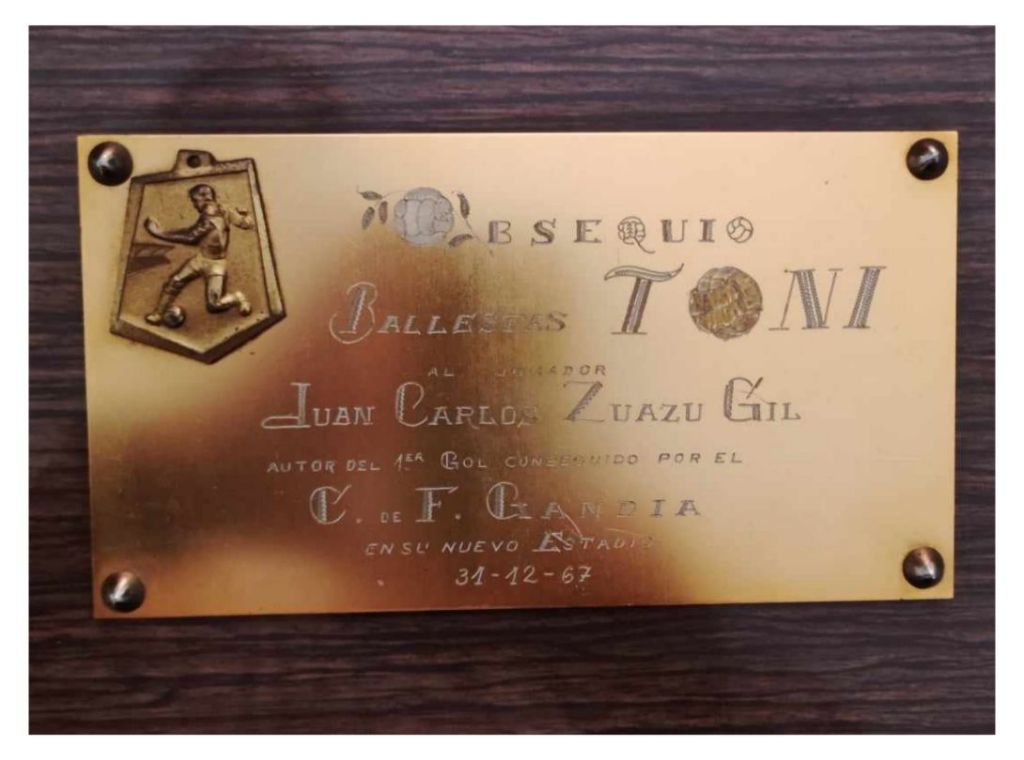 OBSEQUIO
BALLESTAS TONI
AL JUGADOR
JUAN CARLOS ZUAZU GIL
AUTOR DEL 1ER GOL CONSEGUIDO POR EL
C. DE F. GANDIA
EN SU NUEVO ESTADIO
31-12-67